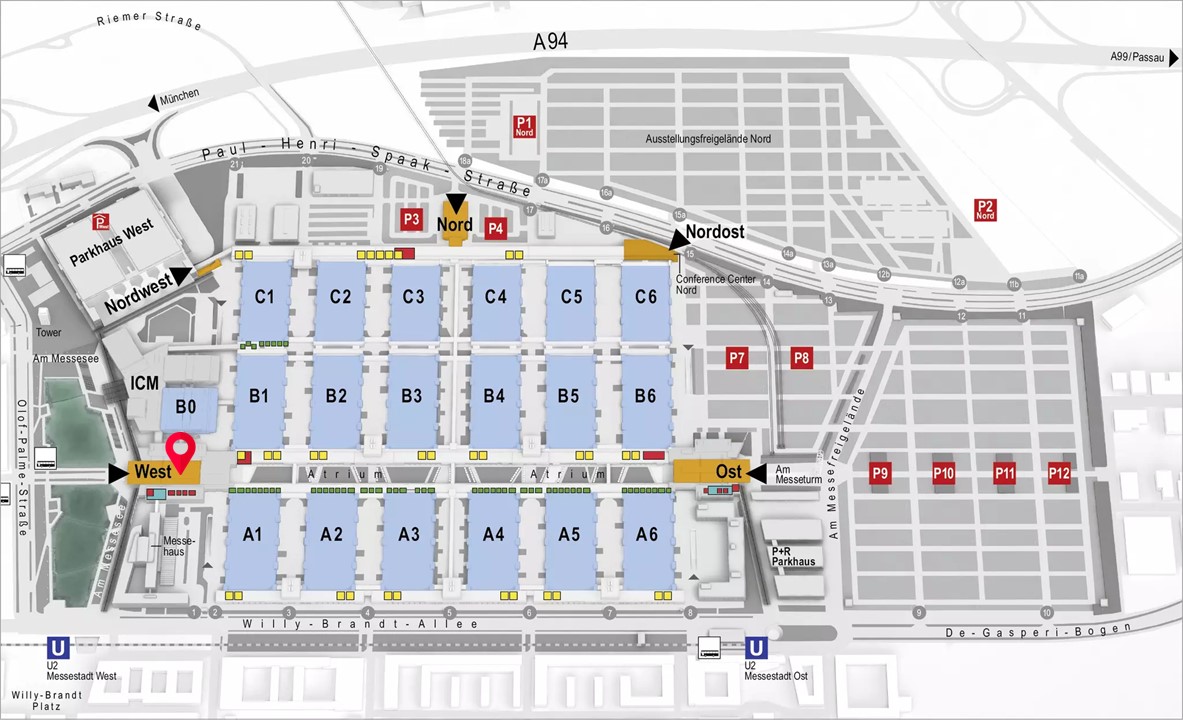 Riemer Straße
A94
A99/Passau
München
Paul-Henri-Spaak-Straße
P1
Nord
Ausstellungsfreigelände Nord
21
20
19
18a
17a
16a
15a
14a
13a
12b
12a
11b
11a
17
16
15
14
13
12
11
P2
Nord
P
West
Parkhaus West
P3
Nord
P4
Nordost
Nordwest
Conference Center
Nord
C1
C2
C3
C4
C5
C6
Tower
Am Messesee
P7
P8
ICM
B0
B1
B2
B3
B4
B5
B6
Olof-Palme-Straße
West
Atrium
Atrium
Ost
Am
Messeturm
Am Messefreigelände
P9
P10
P11
P12
A1
A2
A3
A4
A5
A6
Messe-
haus
Am Messesee
P+R
Parkhaus
1
2
3
4
5
6
7
8
9
10
Willy-Brandt-Allee
De-Gasperi-Bogen
U
U2
Messestadt West
U
U2
Messestadt Ost
Willy-Brandt
Platz